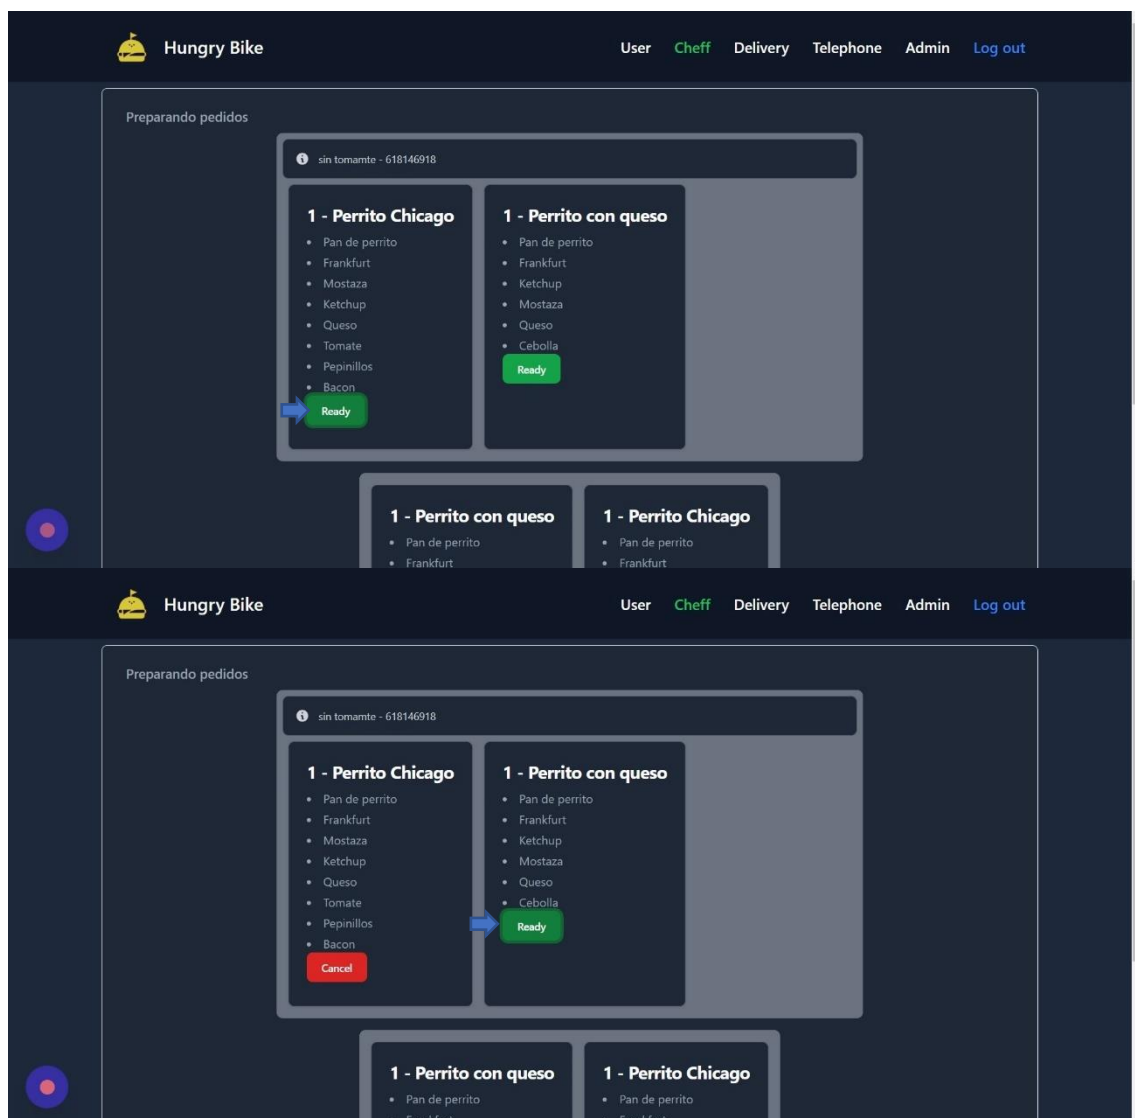 Hungry Bike User Cheff Delivery Telephone Admin Log out
Preparando pedidos
sin tomamte - 618146918
1 - Perrito Chicago
Pan de perrito
Frankfurt
Mostaza
Ketchup
Queso
Tomate
Pepinillos
Bacon
Ready
1 - Perrito con queso
Pan de perrito
Frankfurt
Ketchup
Mostaza
Queso
Cebolla
Ready
1 - Perrito con queso
Pan de perrito
Frankfurt
1 - Perrito Chicago
Pan de perrito
Frankfurt
Hungry Bike User Cheff Delivery Telephone Admin Log out
Preparando pedidos
sin tomamte - 618146918
1 - Perrito Chicago
Pan de perrito
Frankfurt
Mostaza
Ketchup
Queso
Tomate
Pepinillos
Bacon
Cancel
1 - Perrito con queso
Pan de perrito
Frankfurt
Ketchup
Mostaza
Queso
Cebolla
Ready
1 - Perrito con queso
Pan de perrito
1 - Perrito Chicago
Pan de perrito